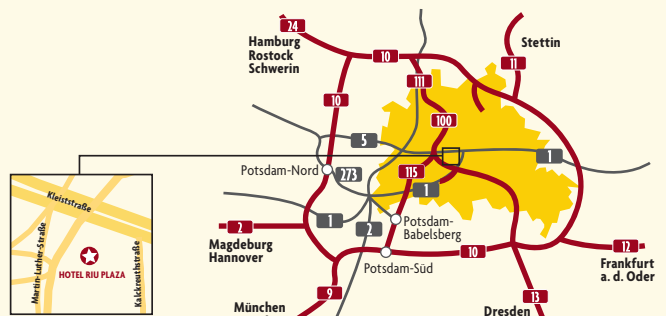 24
Hamburg
Rostock
Schwerin
10
Stettin
11
111
10
100
5
1
Potsdam-Nord
273
115
1
1
2
Potsdam-
Babelsberg
2
Magdeburg
Hannover
10
12
Potsdam-Süd
Frankfurt
a. d. Oder
9
München
13
Dresden
Kleiststraße
Martin-Luther-Straße
HOTEL RIU PLAZA
Kalckreuthstraße